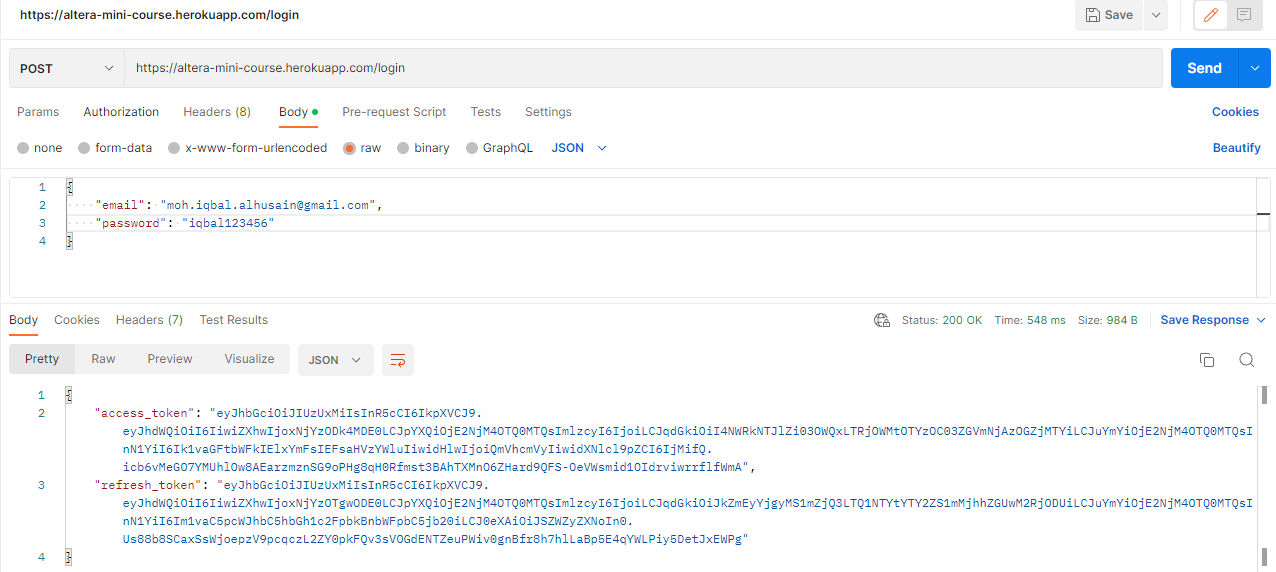 https://altera-mini-course.herokuapp.com/login
Save
POST
https://altera-mini-course.herokuapp.com/login
Send
Params Authorization Headers (8) Body Pre-request Script Tests Settings Cookies
none form-data x-www-form-urlencoded raw binary GraphQL JSON Beautify
1 {
2 "email": "moh.iqbal.alhusain@gmail.com",
3 "password": "iqbal123456"
4 }
Body Cookies Headers (7) Test Results Status: 200 OK Time: 548 ms Size: 984 B Save Response
Pretty Raw Preview Visualize JSON
1 {
2 "access_token": "eyJhbGciOiJIUzUxMiIsInR5cCI6IkpXVCJ9.
eyJhdWQiOiI6IiwiZXhwIjoxNjYzODk4MDE0LCJpYXQiOjE2NjM4OTQ0MTQsImlzcyI6IjoiLCJqdGkiOiI4NWRkNTJlZi03OWQxLTRjOWMtOTYzOC03ZGVmNjAzOGZjMTYiLCJuYmYiOjE2NjM4OTQ0MTQsI
nN1YiI6Ik1vaGFtbWFkIElxYmFsIEFsaHVzYWluIiwidHlwIjoiQmVhcmVyIiwidXNlcl9pZCI6IjMifQ.
icb6vMeGO7YMUhlOw8AEarzmznSG9oPHg8qH0Rfmst3BAhTXMnO6ZHard9QFS-OeVWsmid1OIdrviwrrflfWmA",
3 "refresh_token": "eyJhbGciOiJIUzUxMiIsInR5cCI6IkpXVCJ9.
eyJhdWQiOiI6IiwiZXhwIjoxNjYzOTgwODE0LCJpYXQiOjE2NjM4OTQ0MTQsImlzcyI6IjoiLCJqdGkiOiJkZmEyYjgyMS1mZjQ3LTQ1NTYtYTY2ZS1mMjhhZGUwM2RjODUiLCJuYmYiOjE2NjM4OTQ0MTQsI
nN1YiI6Im1vaC5pcWJhbC5hbGh1c2FpbkBnbWFpbC5jb20iLCJ0eXAiOiJSZWZyZXNoIn0.
Us88b8SCaxSsWjoepzV9pcqczL2ZY0pkFQv3sVOGdENTZeuPWiv0gnBfr8h7hlLaBp5E4qYWLPiy5DetJxEWPg"
4 }